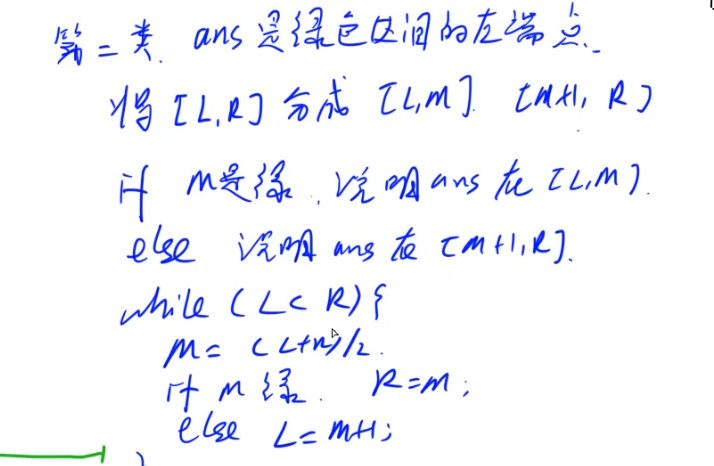 第二类. ans 是绿色区间的左端点.
将 [L,R] 分成 [L,M]. [M+1, R]
if M是绿, 说明 ans 在 [L,M].
else 说明 ans 在 [M+1,R].
while (L < R) {
M = (L+R)/2.
if M 绿. R=M;
else L=M+1;
}